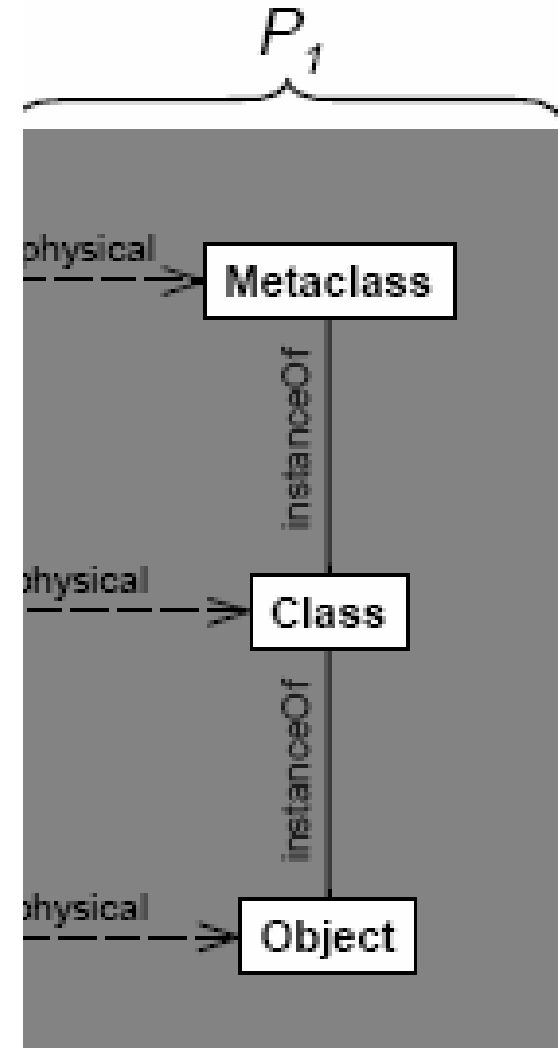 P1
physical
Metaclass
instanceOf
physical
Class
instanceOf
physical
Object